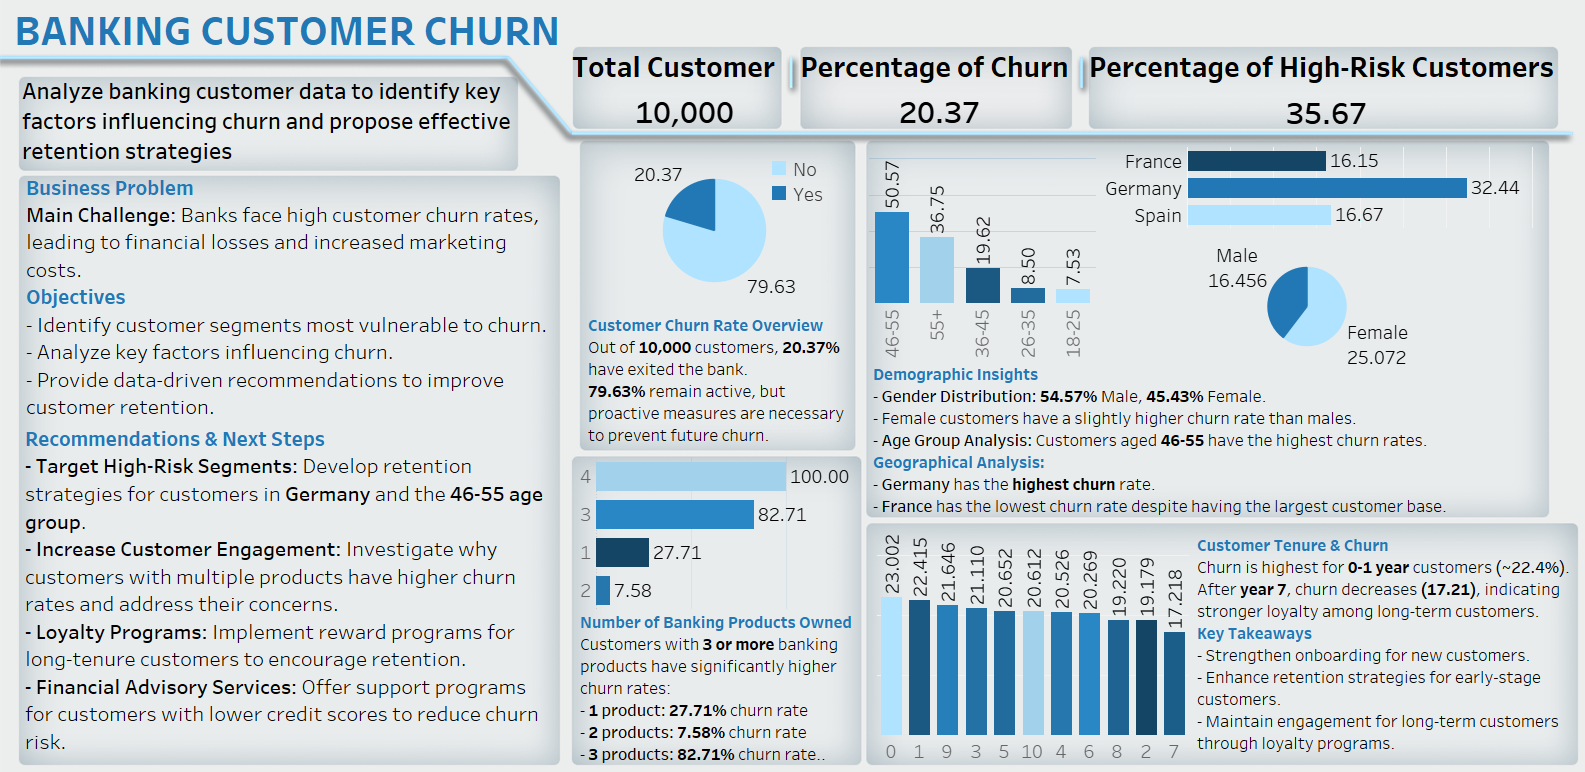 BANKING CUSTOMER CHURN
Analyze banking customer data to identify key
factors influencing churn and propose effective
retention strategies
Total Customer
10,000
Percentage of Churn
20.37
Percentage of High-Risk Customers
35.67
Business Problem
Main Challenge: Banks face high customer churn rates,
leading to financial losses and increased marketing
costs.
Objectives
- Identify customer segments most vulnerable to churn.
- Analyze key factors influencing churn.
- Provide data-driven recommendations to improve
customer retention.
Recommendations & Next Steps
- Target High-Risk Segments: Develop retention
strategies for customers in Germany and the 46-55 age
group.
- Increase Customer Engagement: Investigate why
customers with multiple products have higher churn
rates and address their concerns.
- Loyalty Programs: Implement reward programs for
long-tenure customers to encourage retention.
- Financial Advisory Services: Offer support programs
for customers with lower credit scores to reduce churn
risk.
20.37
No
Yes
79.63
Customer Churn Rate Overview
Out of 10,000 customers, 20.37%
have exited the bank.
79.63% remain active, but
proactive measures are necessary
to prevent future churn.
4 100.00
3 82.71
1 27.71
2 7.58
Number of Banking Products Owned
Customers with 3 or more banking
products have significantly higher
churn rates:
- 1 product: 27.71% churn rate
- 2 products: 7.58% churn rate
- 3 products: 82.71% churn rate..
50.57 36.75 19.62 8.50 7.53
46-55 55+ 36-45 26-35 18-25
France 16.15
Germany 32.44
Spain 16.67
Male
16.456
Female
25.072
Demographic Insights
- Gender Distribution: 54.57% Male, 45.43% Female.
- Female customers have a slightly higher churn rate than males.
- Age Group Analysis: Customers aged 46-55 have the highest churn rates.
Geographical Analysis:
- Germany has the highest churn rate.
- France has the lowest churn rate despite having the largest customer base.
23.002 22.415 21.646 21.110 20.652 20.612 20.526 20.269 19.220 19.179 17.218
0 1 9 3 5 10 4 6 8 2 7
Customer Tenure & Churn
Churn is highest for 0-1 year customers (~22.4%).
After year 7, churn decreases (17.21), indicating
stronger loyalty among long-term customers.
Key Takeaways
- Strengthen onboarding for new customers.
- Enhance retention strategies for early-stage
customers.
- Maintain engagement for long-term customers
through loyalty programs.